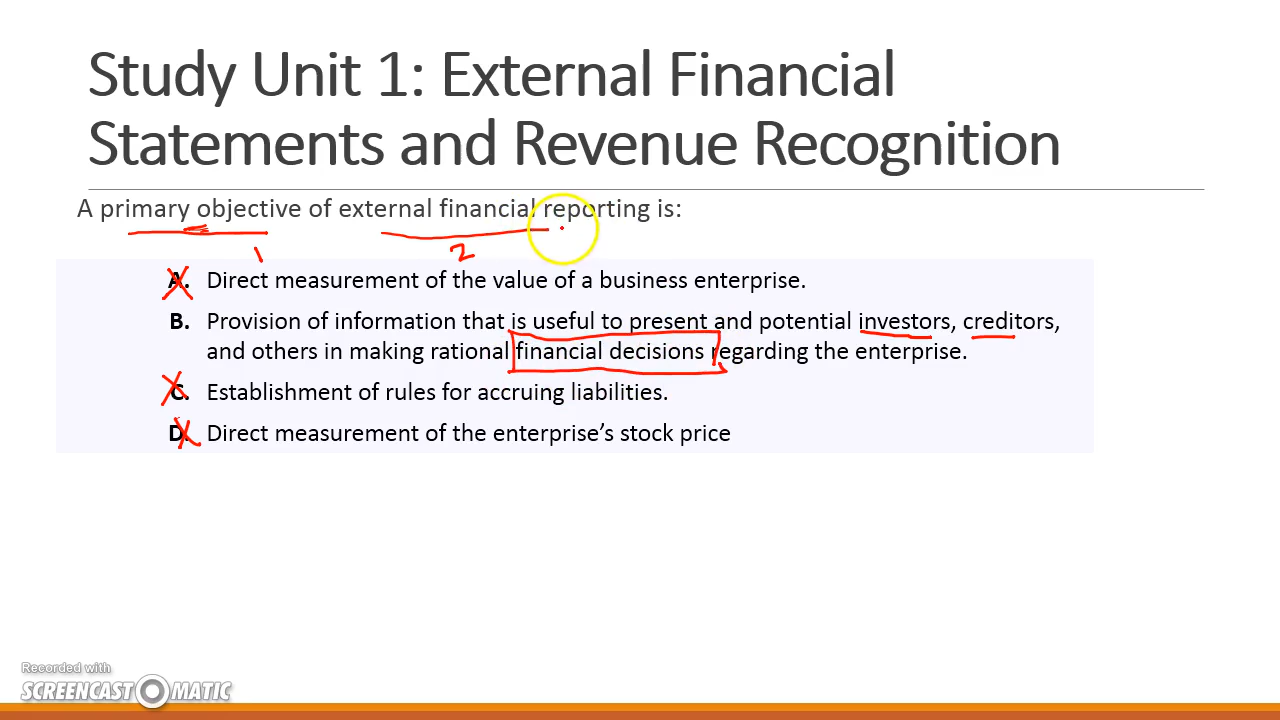 Study Unit 1: External Financial
Statements and Revenue Recognition
A primary objective of external financial reporting is:
1 2
A. Direct measurement of the value of a business enterprise.
B. Provision of information that is useful to present and potential investors, creditors,
and others in making rational financial decisions regarding the enterprise.
C. Establishment of rules for accruing liabilities.
D. Direct measurement of the enterprise’s stock price
Recorded with
SCREENCAST O MATIC